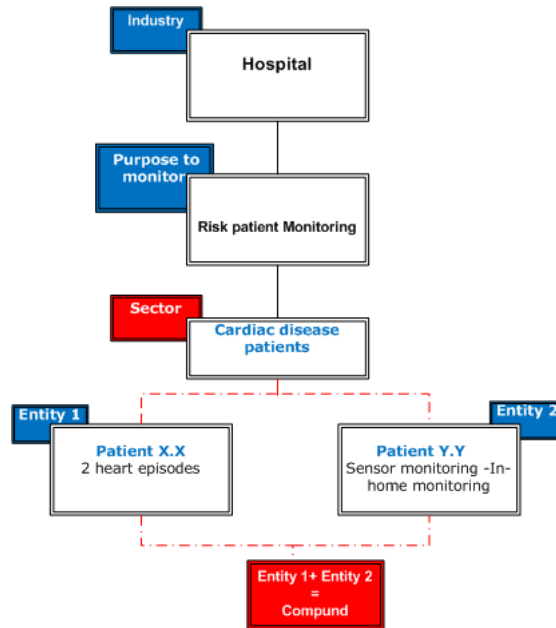 Industry
Hospital
Purpose to
monitor
Risk patient Monitoring
Sector
Cardiac disease
patients
Entity 1
Entity 2
Patient X.X
2 heart episodes
Patient Y.Y
Sensor monitoring -In-
home monitoring
Entity 1+ Entity 2
=
Compund